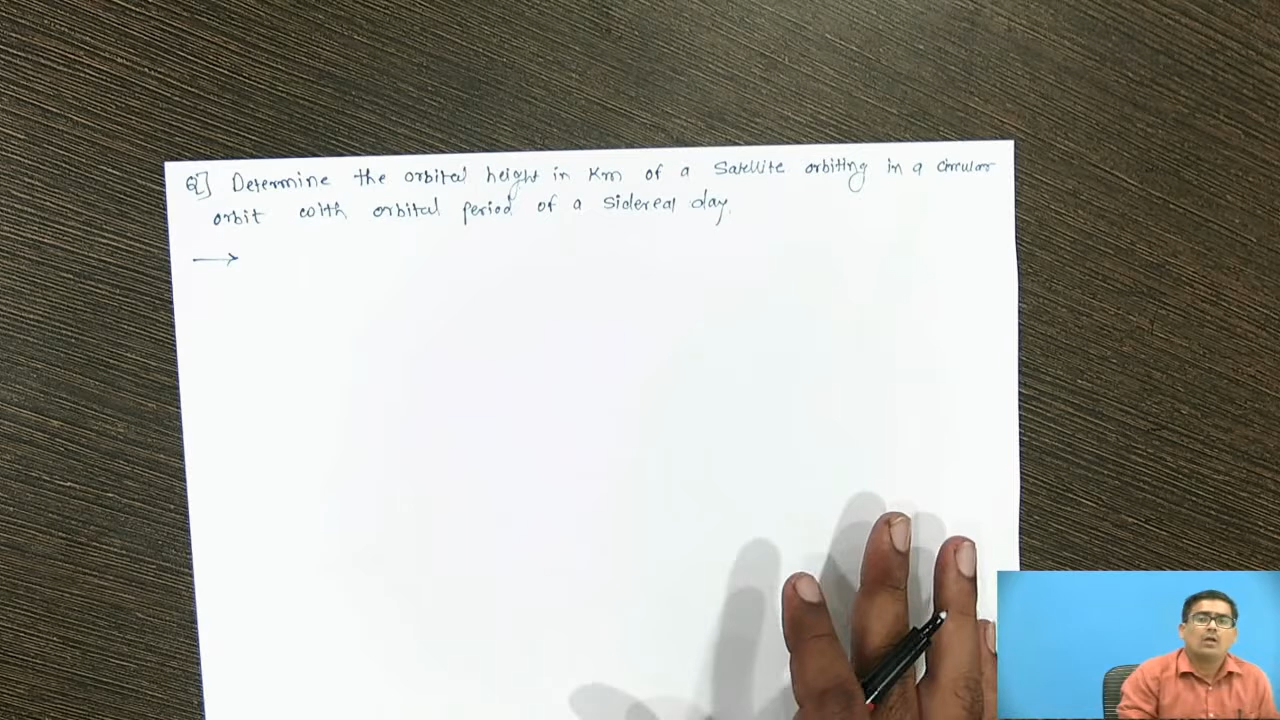 Q] Determine the orbital height in Km of a Satellite orbiting in a circular
orbit with orbital period of a Sidereal day.